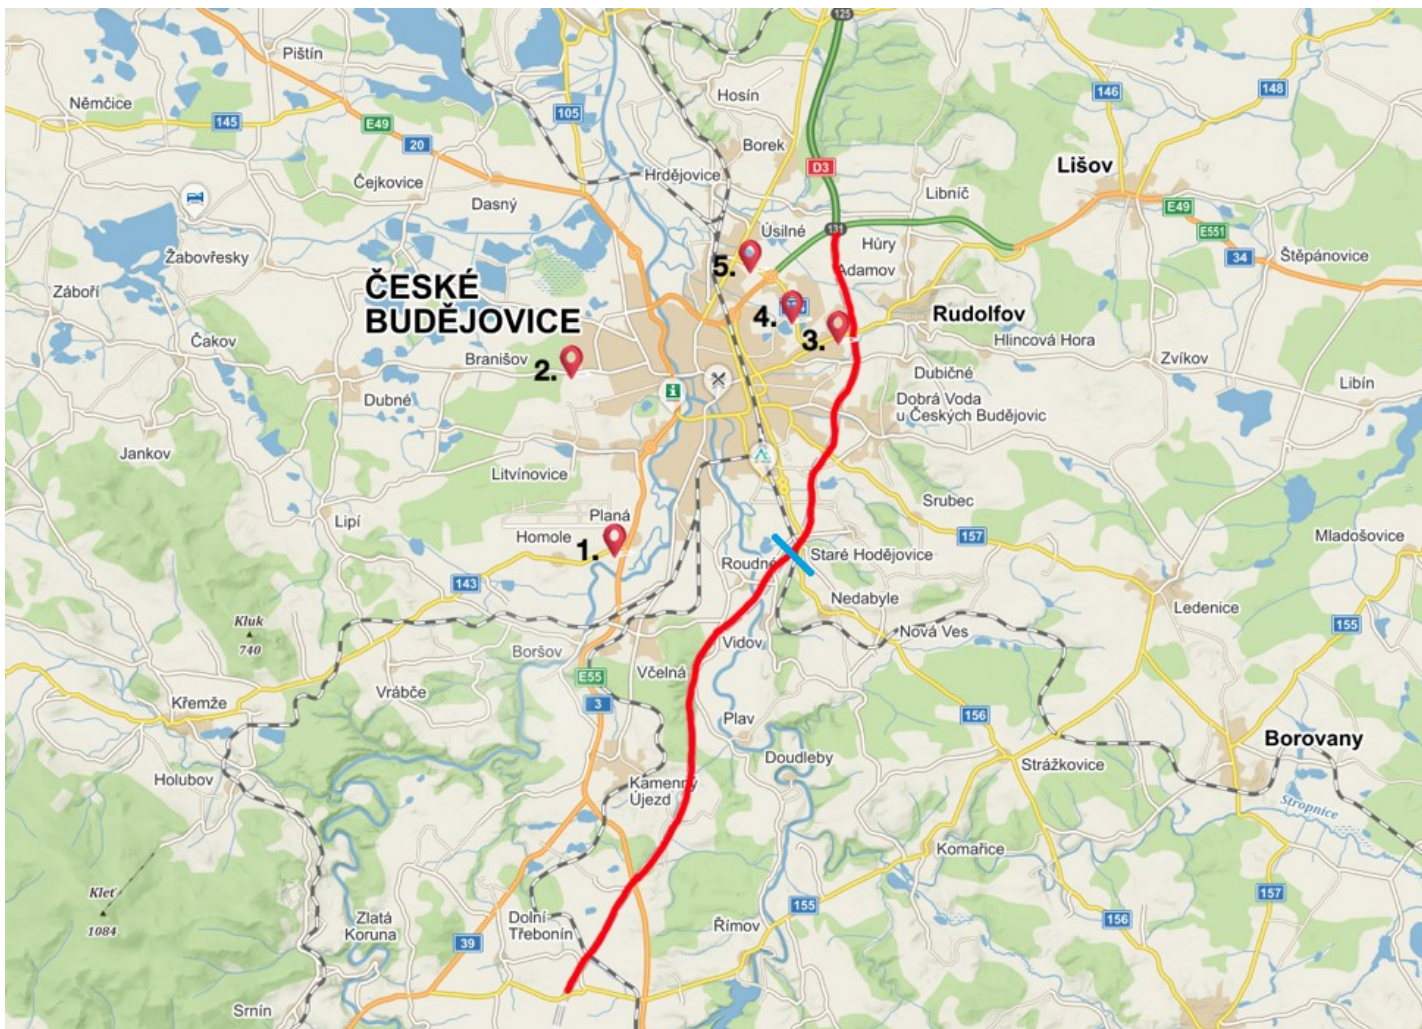 125
Pištín
Hosín
146
148
Němčice
145
E49
20
105
Borek
D3
Lišov
Hrdějovice
Čejkovice
Dasný
Libníč
E49
E551
34
Štěpánovice
Úsilné
131
Hůry
Žabovřesky
5.
Adamov
Záboří
ČESKÉ
BUDĚJOVICE
4.
3.
Rudolfov
Čakov
Branišov
2.
Hlincová Hora
Zvíkov
Dubičné
Libín
Dubné
Dobrá Voda
u Českých Budějovic
Jankov
Litvínovice
Srubec
Lipí
Planá
Homole
1.
157
Mladošovice
Roudné
Staré Hodějovice
143
Nedabyle
Ledenice
Kluk
740
Nová Ves
155
Boršov
Vidov
Včelná
E55
Vrábče
3
Křemže
Plav
156
Borovany
Doudleby
Strážkovice
Holubov
Kamenný
Újezd
Stropnice
Komařice
Kleť
1084
157
155
156
Zlatá
Koruna
Dolní
Třebonín
Římov
39
Srnín